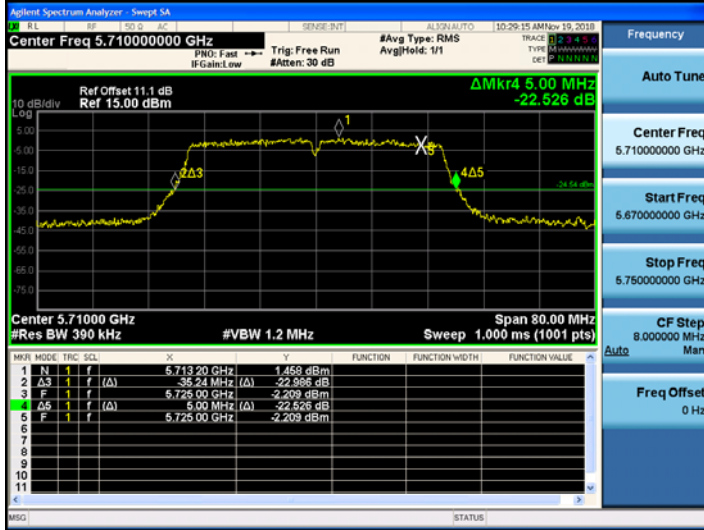 Agilent Spectrum Analyzer - Swept SA
RL RF 50 Ω AC SENSE:INT ALIGN AUTO 10:29:15 AM Nov 19, 2018
Center Freq 5.710000000 GHz #Avg Type: RMS TRACE 1 2 3 4 5 6
PNO: Fast Trig: Free Run Avg|Hold: 1/1 TYPE M
IFGain:Low #Atten: 30 dB DET P N N N N N
Frequency
Auto Tune
ΔMkr4 5.00 MHz
Ref Offset 11.1 dB
10 dB/div Ref 15.00 dBm -22.526 dB
Log
5.00
-5.00
-15.0
-25.0
-35.0
-45.0
-55.0
-65.0
-75.0
1
2Δ3
5
4Δ5
-24.54 dBm
Center Freq
5.710000000 GHz
Start Freq
5.670000000 GHz
Stop Freq
5.750000000 GHz
Center 5.71000 GHz Span 80.00 MHz
#Res BW 390 kHz #VBW 1.2 MHz Sweep 1.000 ms (1001 pts)
CF Step
8.000000 MHz
Auto Man
Freq Offset
0 Hz
MKR MODE TRC SCL X Y FUNCTION FUNCTION WIDTH FUNCTION VALUE
1 N 1 f 5.713 20 GHz 1.458 dBm
2 Δ3 1 f (Δ) -35.24 MHz (Δ) -22.986 dB
3 F 1 f 5.725 00 GHz -2.209 dBm
4 Δ5 1 f (Δ) 5.00 MHz (Δ) -22.526 dB
5 F 1 f 5.725 00 GHz -2.209 dBm
6
7
8
9
10
11
MSG STATUS